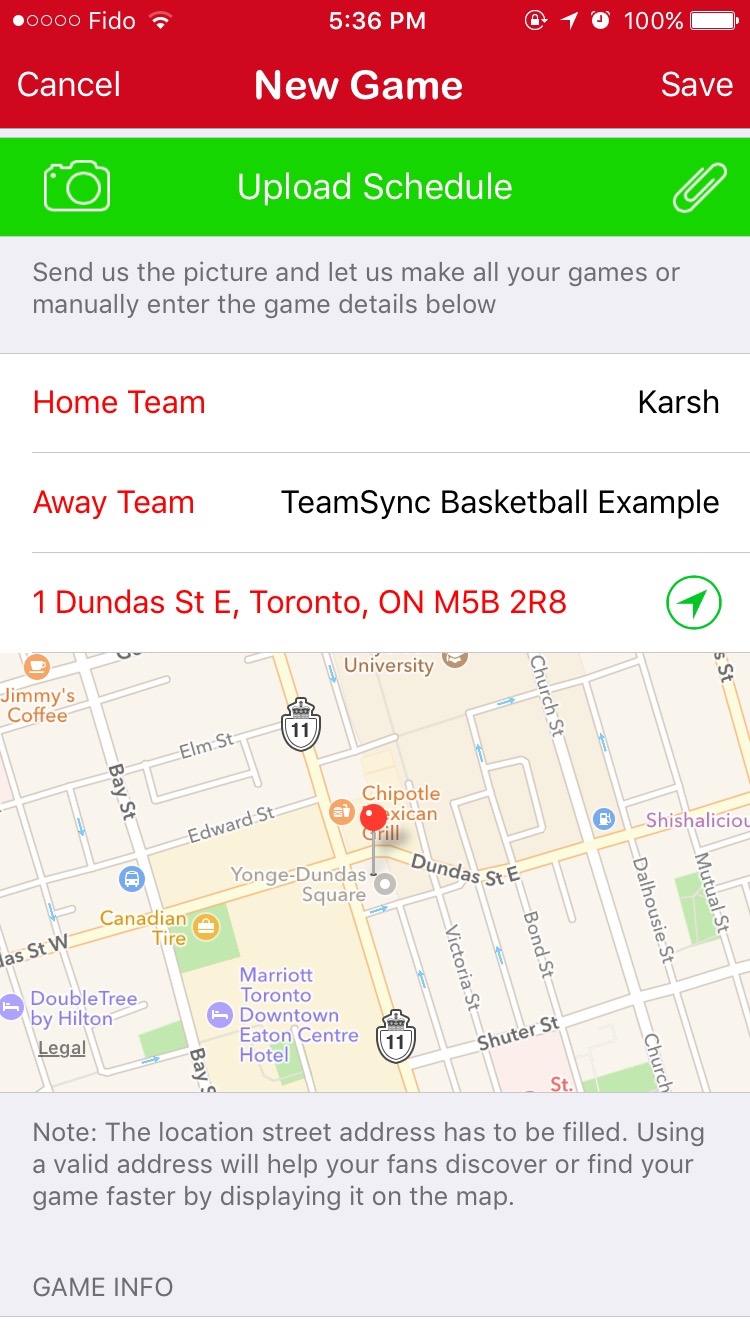 Fido 5:36 PM 100%
Cancel New Game Save
Upload Schedule
Send us the picture and let us make all your games or
manually enter the game details below
Home Team Karsh
Away Team TeamSync Basketball Example
1 Dundas St E, Toronto, ON M5B 2R8
University
Jimmy's
Coffee
Church St
s St
11
Elm St
Bay St
Chipotle
Mexican
Grill
Edward St
Shishaliciou
Yonge-Dundas
Square
Dundas St E
Dalhousie St
Mutual St
Canadian
Tire
las St W
Victoria St
Bond St
Marriott
Toronto
Downtown
Eaton Centre
Hotel
DoubleTree
by Hilton
Legal
11
Shuter St
Bay S
Church
St.
Note: The location street address has to be filled. Using
a valid address will help your fans discover or find your
game faster by displaying it on the map.
GAME INFO